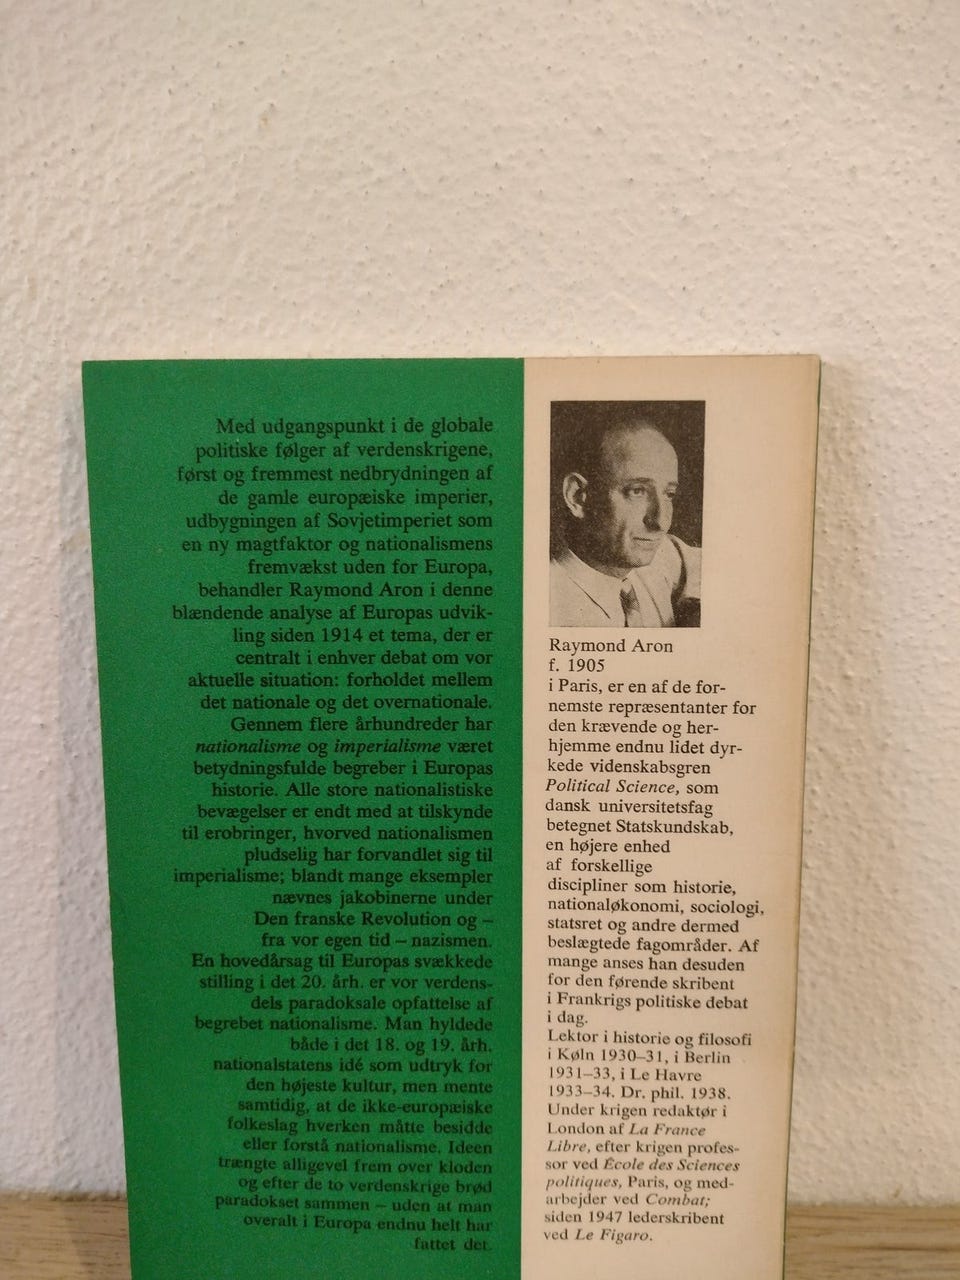 Med udgangspunkt i de globale
politiske følger af verdenskrigene,
først og fremmest nedbrydningen af
de gamle europæiske imperier,
udbygningen af Sovjetimperiet som
en ny magtfaktor og nationalismens
fremvækst uden for Europa,
behandler Raymond Aron i denne
blændende analyse af Europas udvik-
ling siden 1914 et tema, der er
centralt i enhver debat om vor
aktuelle situation: forholdet mellem
det nationale og det overnationale.
Gennem flere århundreder har
nationalisme og imperialisme været
betydningsfulde begreber i Europas
historie. Alle store nationalistiske
bevægelser er endt med at tilskynde
til erobringer, hvorved nationalismen
pludselig har forvandlet sig til
imperialisme; blandt mange eksempler
nævnes jakobinerne under
Den franske Revolution og –
fra vor egen tid – nazismen.
En hovedårsag til Europas svækkede
stilling i det 20. årh. er vor verdens-
dels paradoksale opfattelse af
begrebet nationalisme. Man hyldede
både i det 18. og 19. årh.
nationalstatens idé som udtryk for
den højeste kultur, men mente
samtidig, at de ikke-europæiske
folkeslag hverken måtte besidde
eller forstå nationalisme. Ideen
trængte alligevel frem over kloden
og efter de to verdenskrige brød
paradokset sammen – uden at man
overalt i Europa endnu helt har
fattet det.
Raymond Aron
f. 1905
i Paris, er en af de for-
nemste repræsentanter for
den krævende og her-
hjemme endnu lidet dyr-
kede videnskabsgren
Political Science, som
dansk universitetsfag
betegnet Statskundskab,
en højere enhed
af forskellige
discipliner som historie,
nationaløkonomi, sociologi,
statsret og andre dermed
beslægtede fagområder. Af
mange anses han desuden
for den førende skribent
i Frankrigs politiske debat
i dag.
Lektor i historie og filosofi
i Køln 1930–31, i Berlin
1931–33, i Le Havre
1933–34. Dr. phil. 1938.
Under krigen redaktør i
London af La France
Libre, efter krigen profes-
sor ved École des Sciences
politiques, Paris, og med-
arbejder ved Combat;
siden 1947 lederskribent
ved Le Figaro.